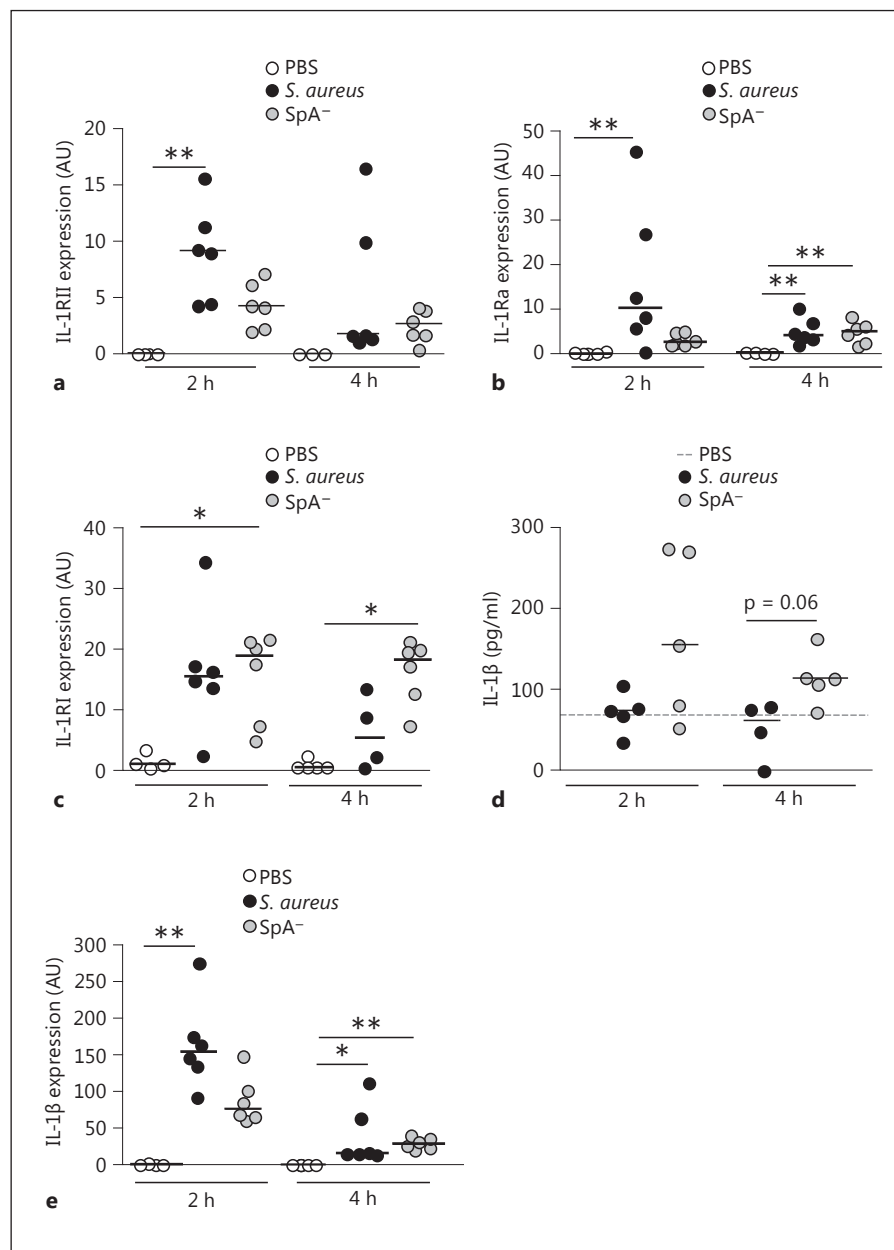 PBS
S. aureus
SpA⁻
IL-1RII expression (AU)
20
15
10
5
0
**
2 h
4 h
a
PBS
S. aureus
SpA⁻
IL-1Ra expression (AU)
50
40
30
20
10
0
**
**
**
2 h
4 h
b
PBS
S. aureus
SpA⁻
IL-1RI expression (AU)
40
30
20
10
0
*
*
2 h
4 h
c
PBS
S. aureus
SpA⁻
IL-1β (pg/ml)
300
200
100
0
p = 0.06
2 h
4 h
d
PBS
S. aureus
SpA⁻
IL-1β expression (AU)
300
250
200
150
100
50
0
**
**
*
2 h
4 h
e